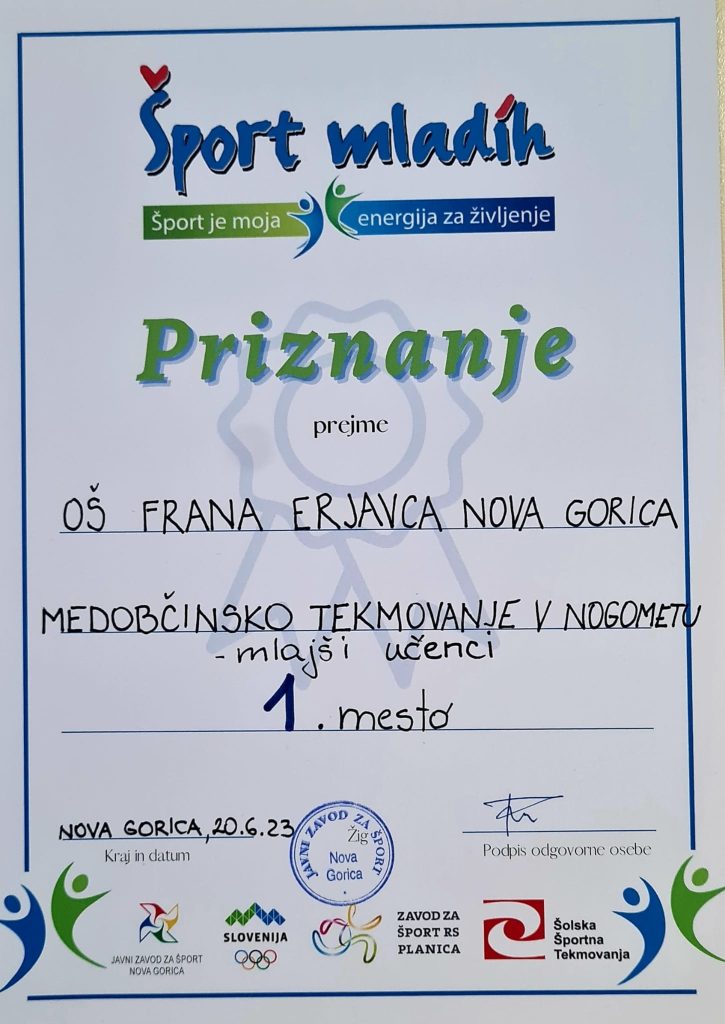 Šport mladih
Šport je moja energija za življenje
Priznanje
prejme
OŠ FRANA ERJAVCA NOVA GORICA
MEDOBČINSKO TEKMOVANJE V NOGOMETU
- mlajši učenci
1. mesto
NOVA GORICA, 20.6.23
Kraj in datum
JAVNI ZAVOD ZA ŠPORT
Žig
Nova
Gorica
Podpis odgovorne osebe
JAVNI ZAVOD ZA ŠPORT
NOVA GORICA
SLOVENIJA
ZAVOD ZA
ŠPORT RS
PLANICA
Šolska
Športna
Tekmovanja